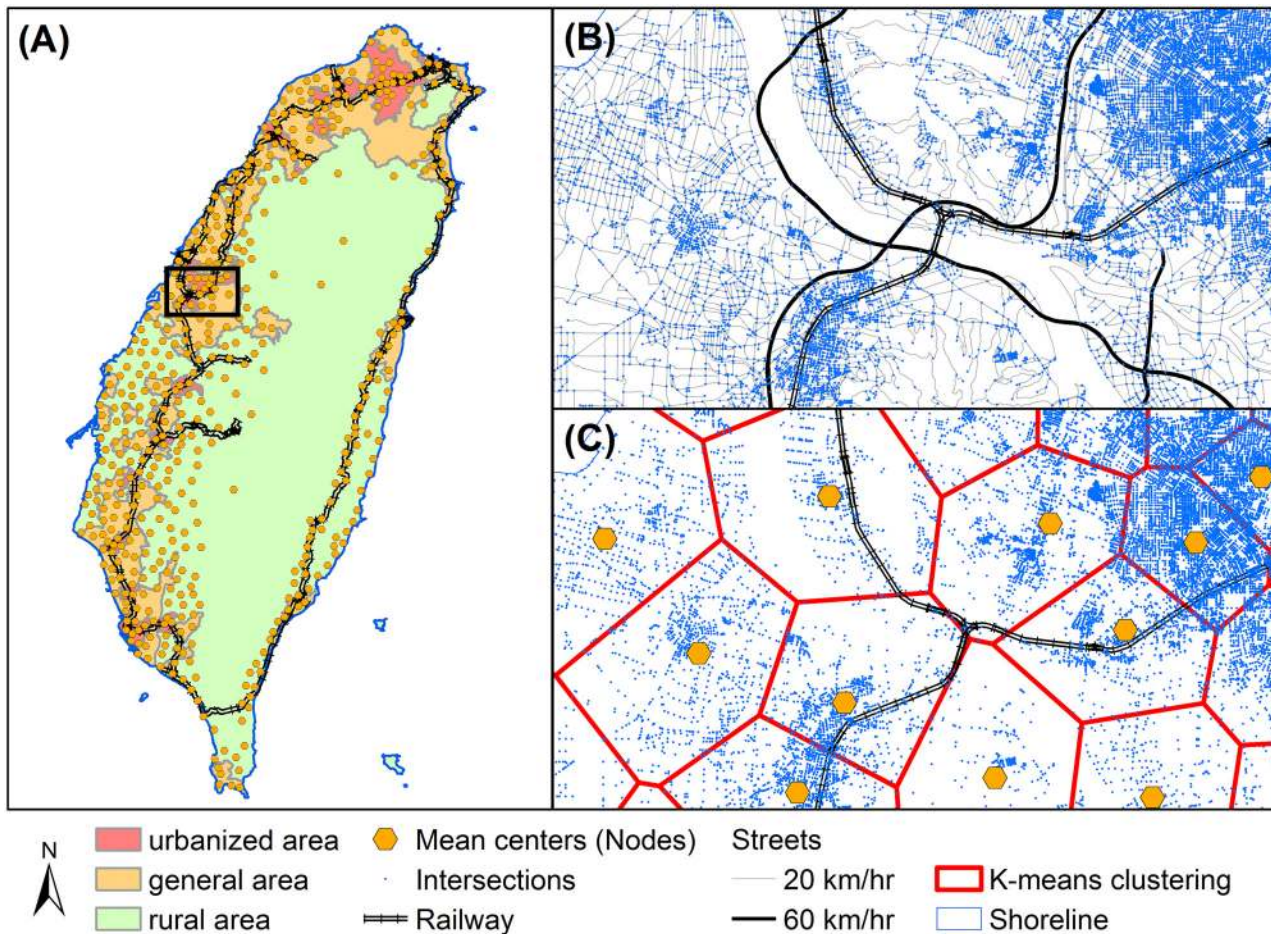 (A)
(B)
(C)
N
urbanized area
general area
rural area
Mean centers (Nodes)
Intersections
Railway
Streets
20 km/hr
60 km/hr
K-means clustering
Shoreline